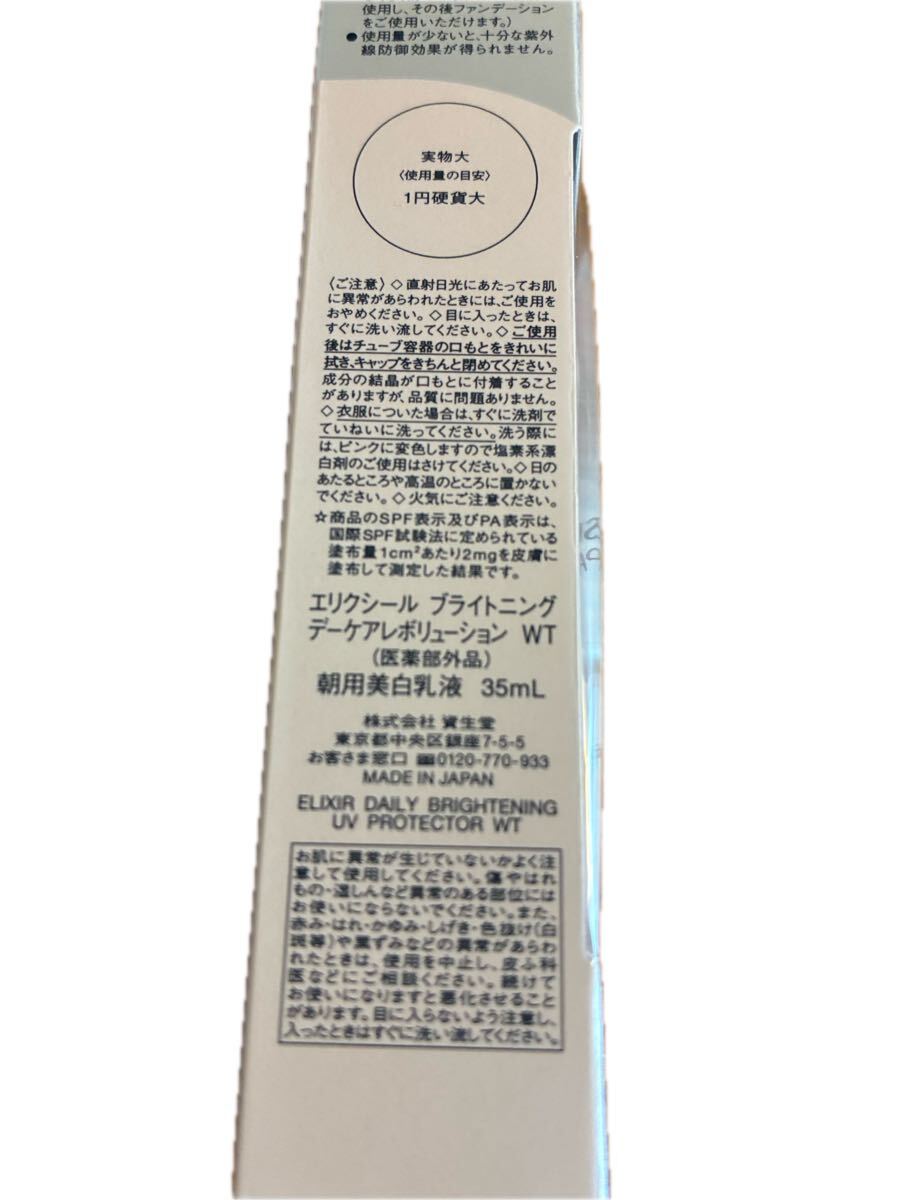 使用し、その後ファンデーション
をご使用いただけます。）
●使用量が少ないと、十分な紫外
線防御効果が得られません。
実物大
〈使用量の目安〉
1円硬貨大
〈ご注意〉◇直射日光にあたってお肌
に異常があらわれたときには、ご使用を
おやめください。◇目に入ったときは、
すぐに洗い流してください。◇ご使用
後はチューブ容器の口もとをきれいに
拭き、キャップをきちんと閉めてください。
成分の結晶が口もとに付着すること
がありますが、品質に問題ありません。
◇衣服についた場合は、すぐに洗剤で
ていねいに洗ってください。洗う際に
は、ピンクに変色しますので塩素系漂
白剤のご使用はさけてください。◇日の
あたるところや高温のところに置かない
でください。◇火気にご注意ください。
☆商品のSPF表示及びPA表示は、
国際SPF試験法に定められている
塗布量1cm²あたり2mgを皮膚に
塗布して測定した結果です。
エリクシール ブライトニング
デーケアレボリューション WT
（医薬部外品）
朝用美白乳液 35mL
株式会社 資生堂
東京都中央区銀座7-5-5
お客さま窓口 ☎0120-770-933
MADE IN JAPAN
ELIXIR DAILY BRIGHTENING
UV PROTECTOR WT
お肌に異常が生じていないかよく注
意して使用してください。傷やはれ
もの・湿しんなど異常のある部位には
お使いにならないでください。また、
赤み・はれ・かゆみ・しげき・色抜け（白
斑等）や黒ずみなどの異常があらわ
れたときは、使用を中止し、皮ふ科
医などにご相談ください。続けて
お使いになりますと悪化させること
があります。目に入らないよう注意し、
入ったときはすぐに洗い流してください。